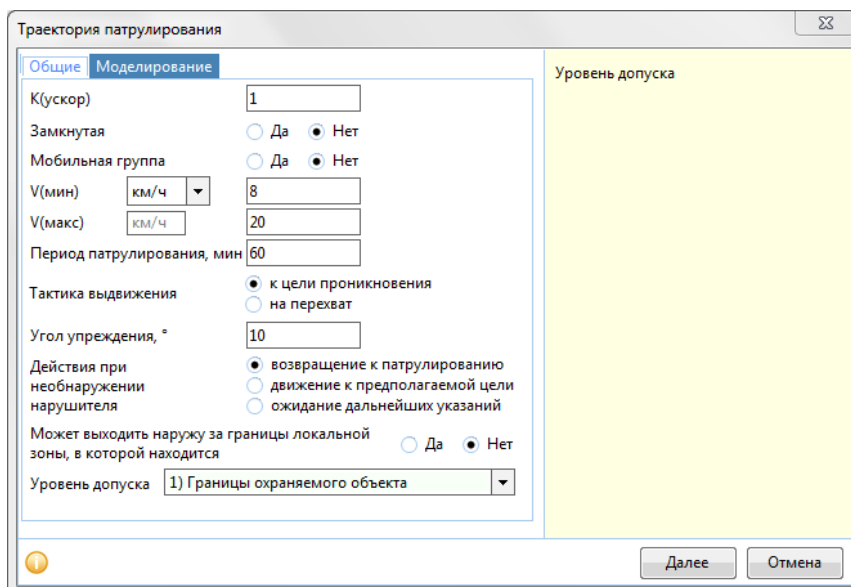 Траектория патрулирования
Общие Моделирование
Уровень допуска
К(ускор) 1
Замкнутая Да Нет
Мобильная группа Да Нет
V(мин) км/ч 8
V(макс) км/ч 20
Период патрулирования, мин 60
Тактика выдвижения
к цели проникновения
на перехват
Угол упреждения, ° 10
Действия при
необнаружении
нарушителя
возвращение к патрулированию
движение к предполагаемой цели
ожидание дальнейших указаний
Может выходить наружу за границы локальной
зоны, в которой находится
Да Нет
Уровень допуска 1) Границы охраняемого объекта
Далее Отмена